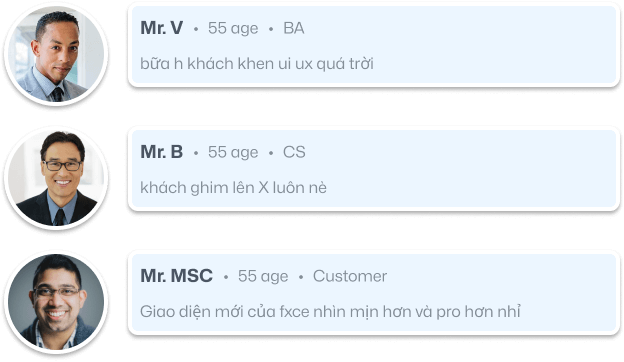 Mr. V • 55 age • BA
bữa h khách khen ui ux quá trời
Mr. B • 55 age • CS
khách ghim lên X luôn nè
Mr. MSC • 55 age • Customer
Giao diện mới của fxce nhìn mịn hơn và pro hơn nhỉ